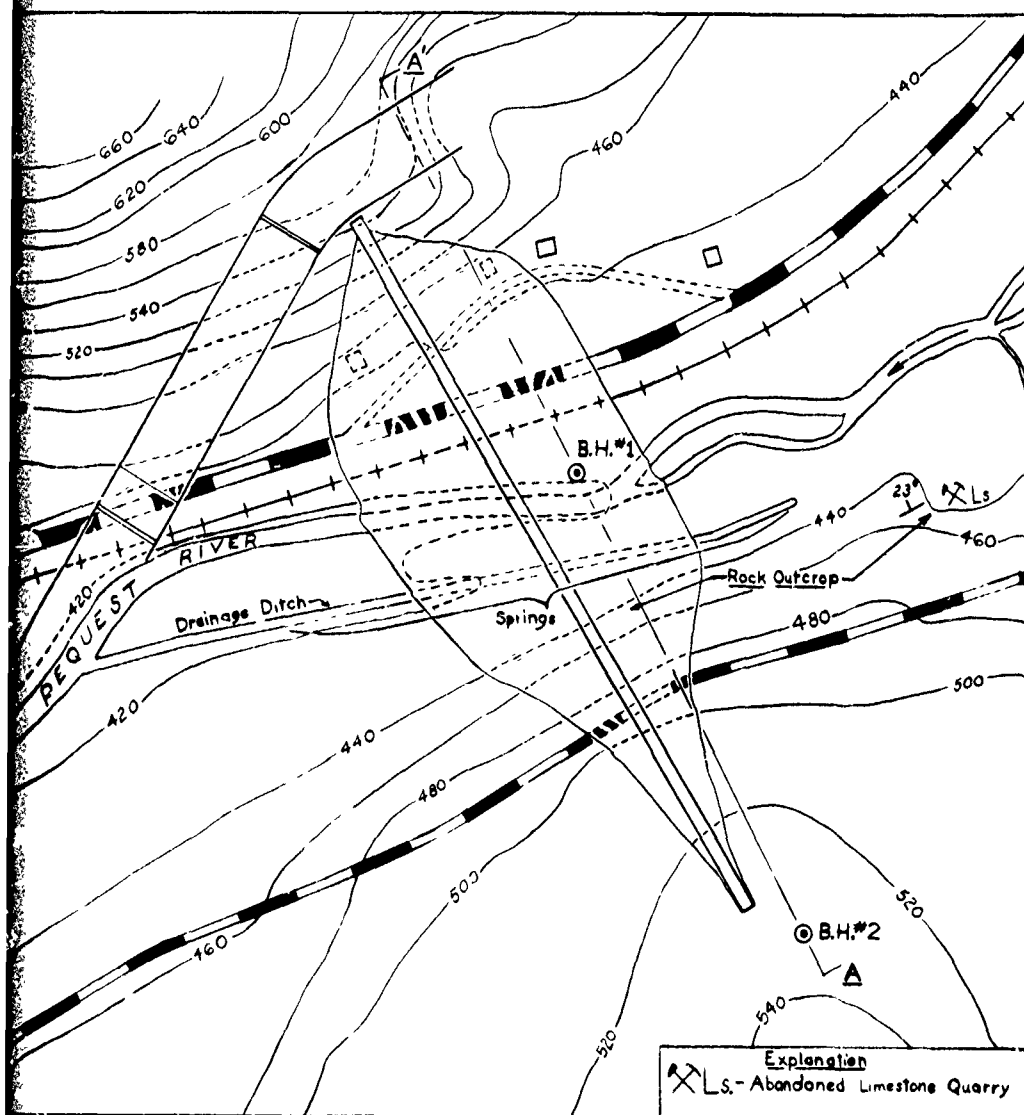 A'
440
660
640
600
460
620
580
540
520
B.H.#1
23°
Ls
440
460
RIVER
420
PEQUEST
Rock Outcrop
Drainage Ditch
Springs
480
500
420
440
480
500
520
B.H.#2
460
A
540
520
Explanation
Ls.-Abandoned Limestone Quarry